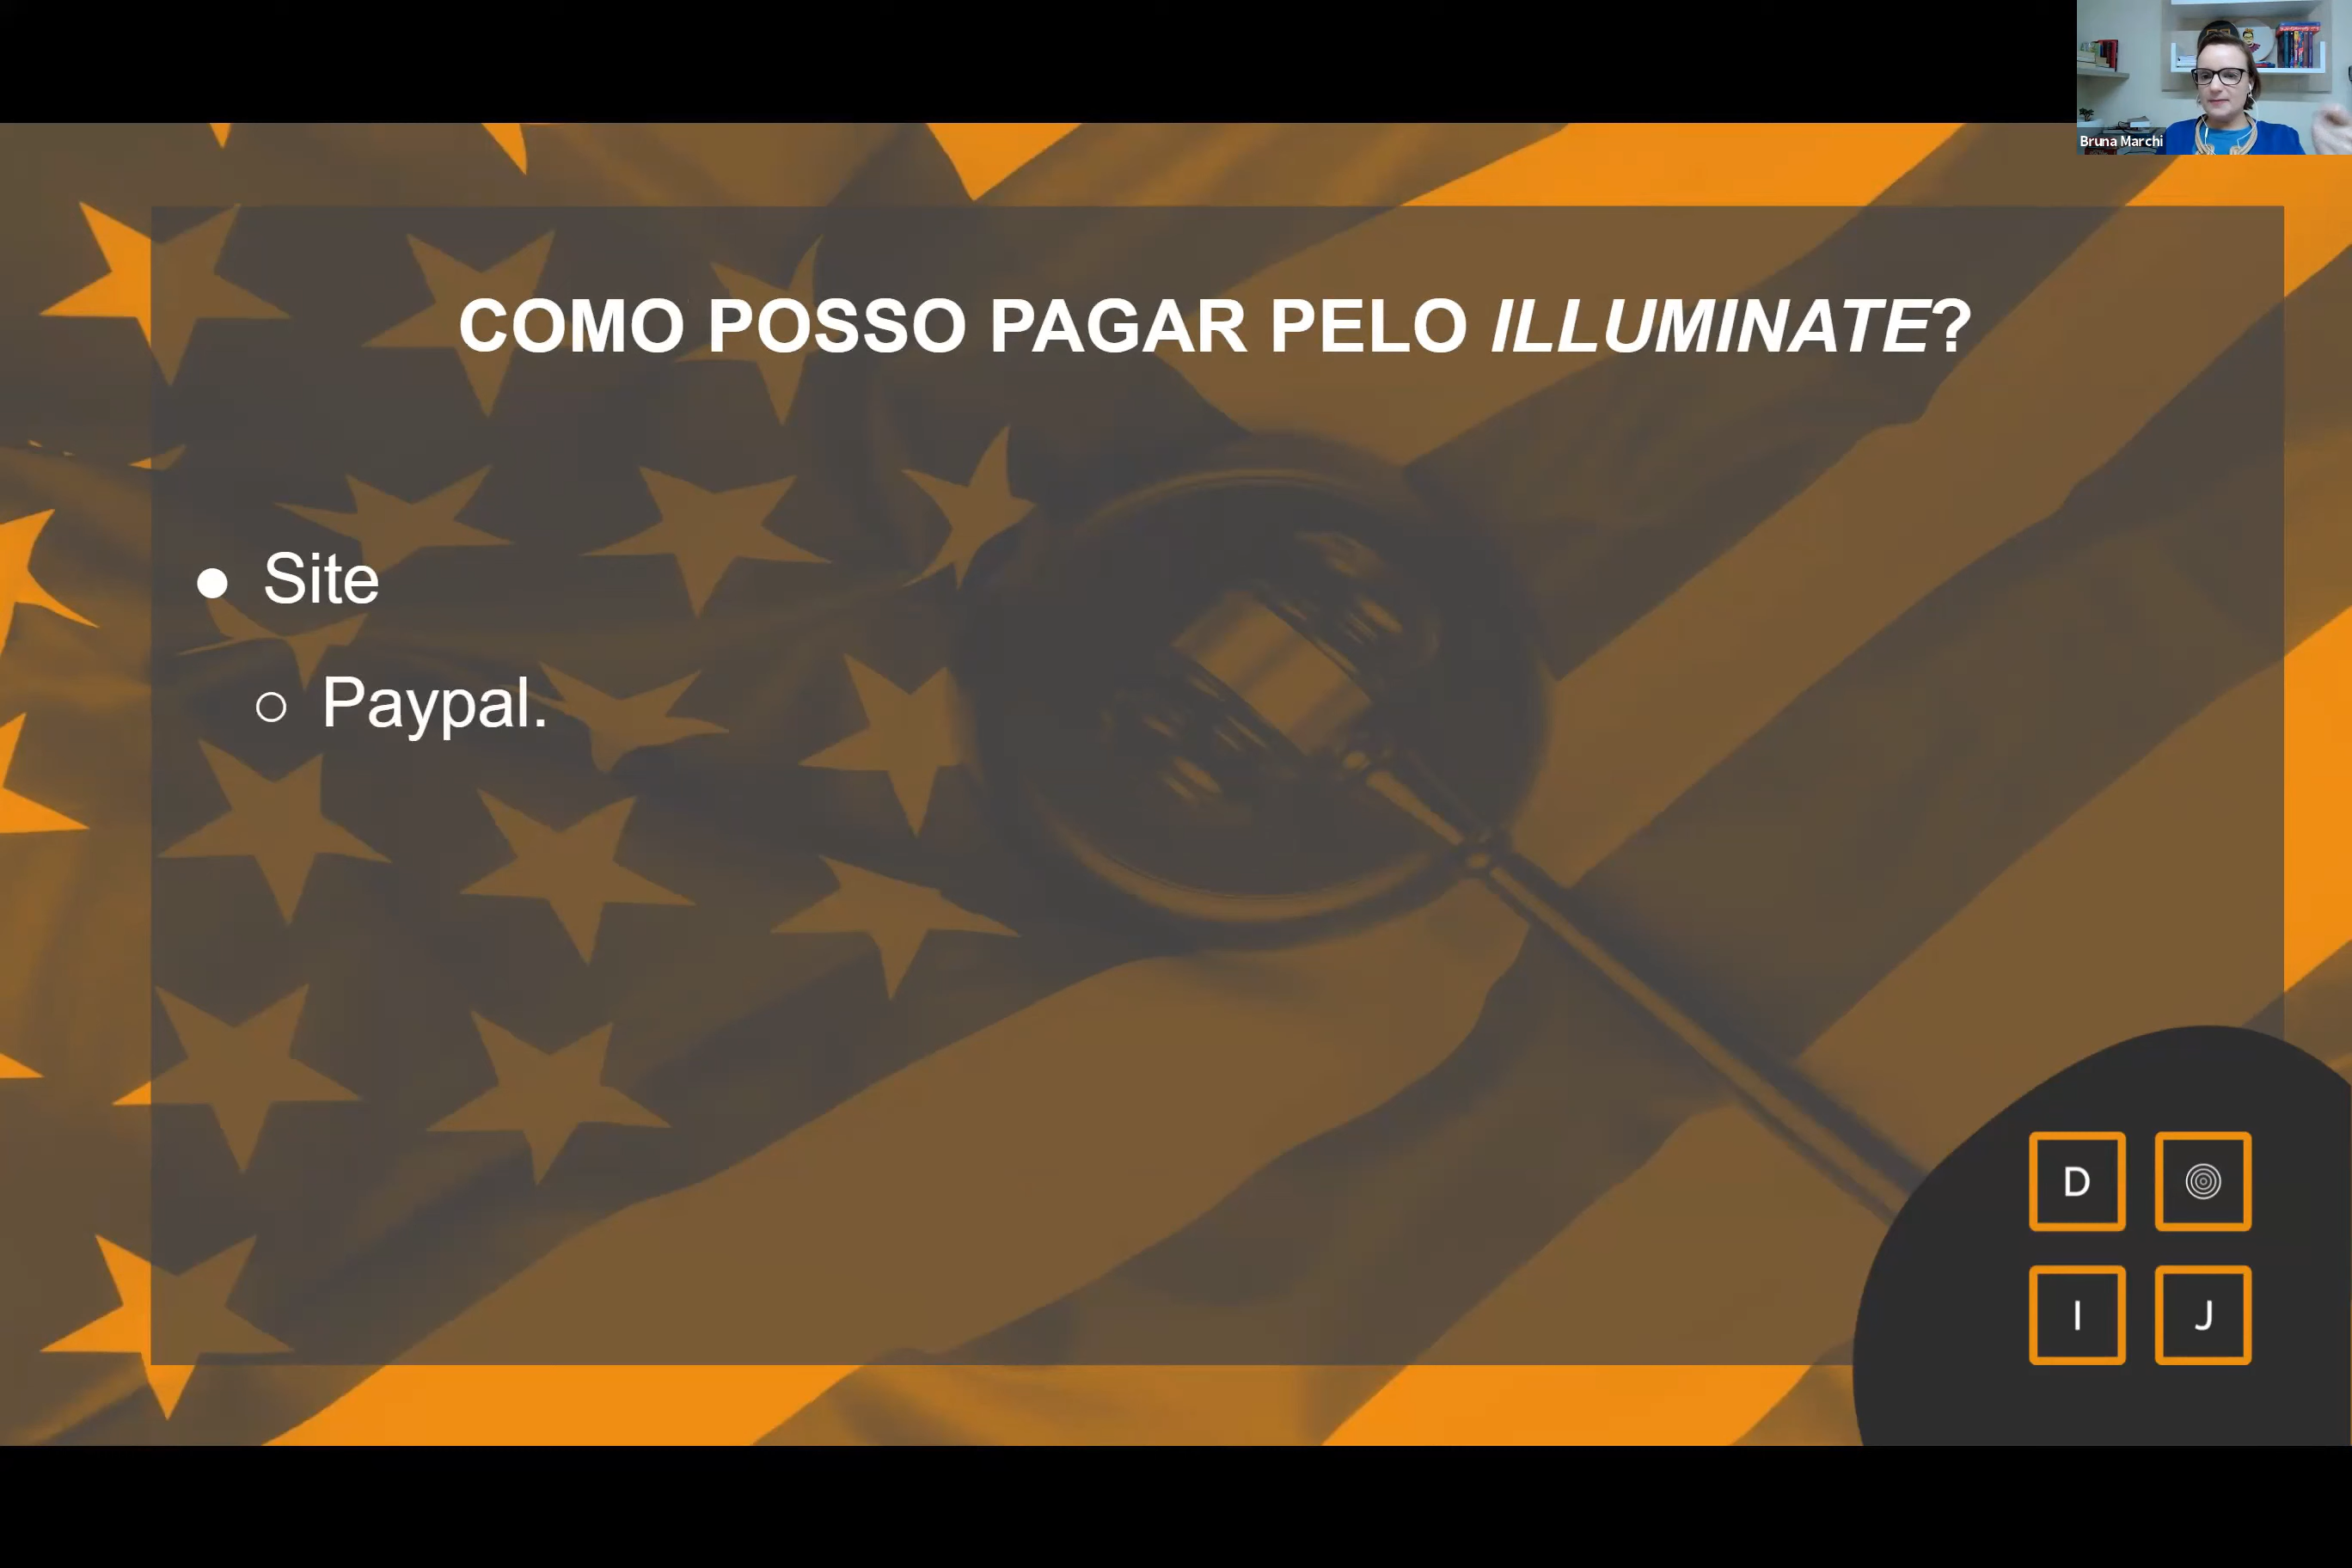 Bruna Marchi
COMO POSSO PAGAR PELO ILLUMINATE?
● Site
○ Paypal.
D
I J